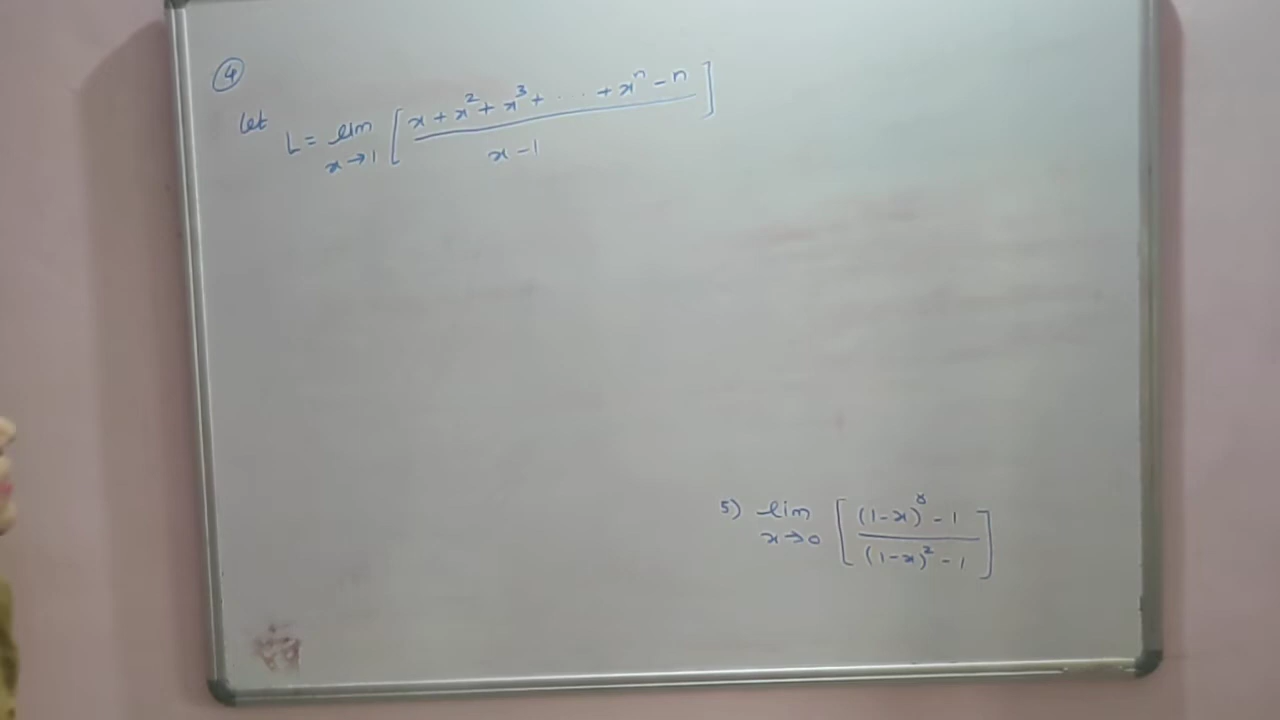 ④
Let L = lim x→1 [ (x + x² + x³ + . . . . + xⁿ - n) / (x - 1) ]
5) lim x→0 [ ((1-x)⁸ - 1) / ((1-x)² - 1) ]